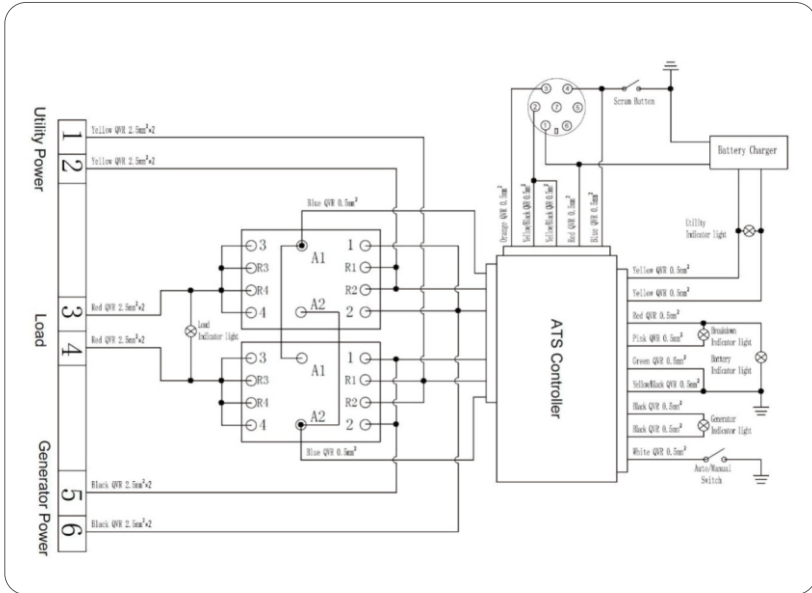 Utility Power
1
Yellow QVR 2.5mm²*2
2
Yellow QVR 2.5mm²*2
Load
3
Red QVR 2.5mm²*2
4
Red QVR 2.5mm²*2
Generator Power
5
Black QVR 2.5mm²*2
6
Black QVR 2.5mm²*2
Load
Indicator light
Blue QVR 0.5mm²
3
R3
R4
4
A1
A2
1
R1
R2
2
3
R3
R4
4
A1
A2
1
R1
R2
2
Blue QVR 0.5mm²
ATS Controller
Orange QVR 0.5mm²
YellowBlack QVR 0.5mm²
YellowBlack QVR 0.5mm²
Red QVR 0.5mm²
Blue QVR 0.5mm²
3
4
2
7
5
1
6
Scram Button
Battery Charger
Utility
Indicator light
Yellow QVR 0.5mm²
Yellow QVR 0.5mm²
Red QVR 0.5mm²
Pink QVR 0.5mm²
Breakdown
Indicator light
Green QVR 0.5mm²
Battery
Indicator light
YellowBlack QVR 0.5mm²
Black QVR 0.5mm²
Black QVR 0.5mm²
Generator
Indicator light
White QVR 0.5mm²
Auto/Manual
Switch